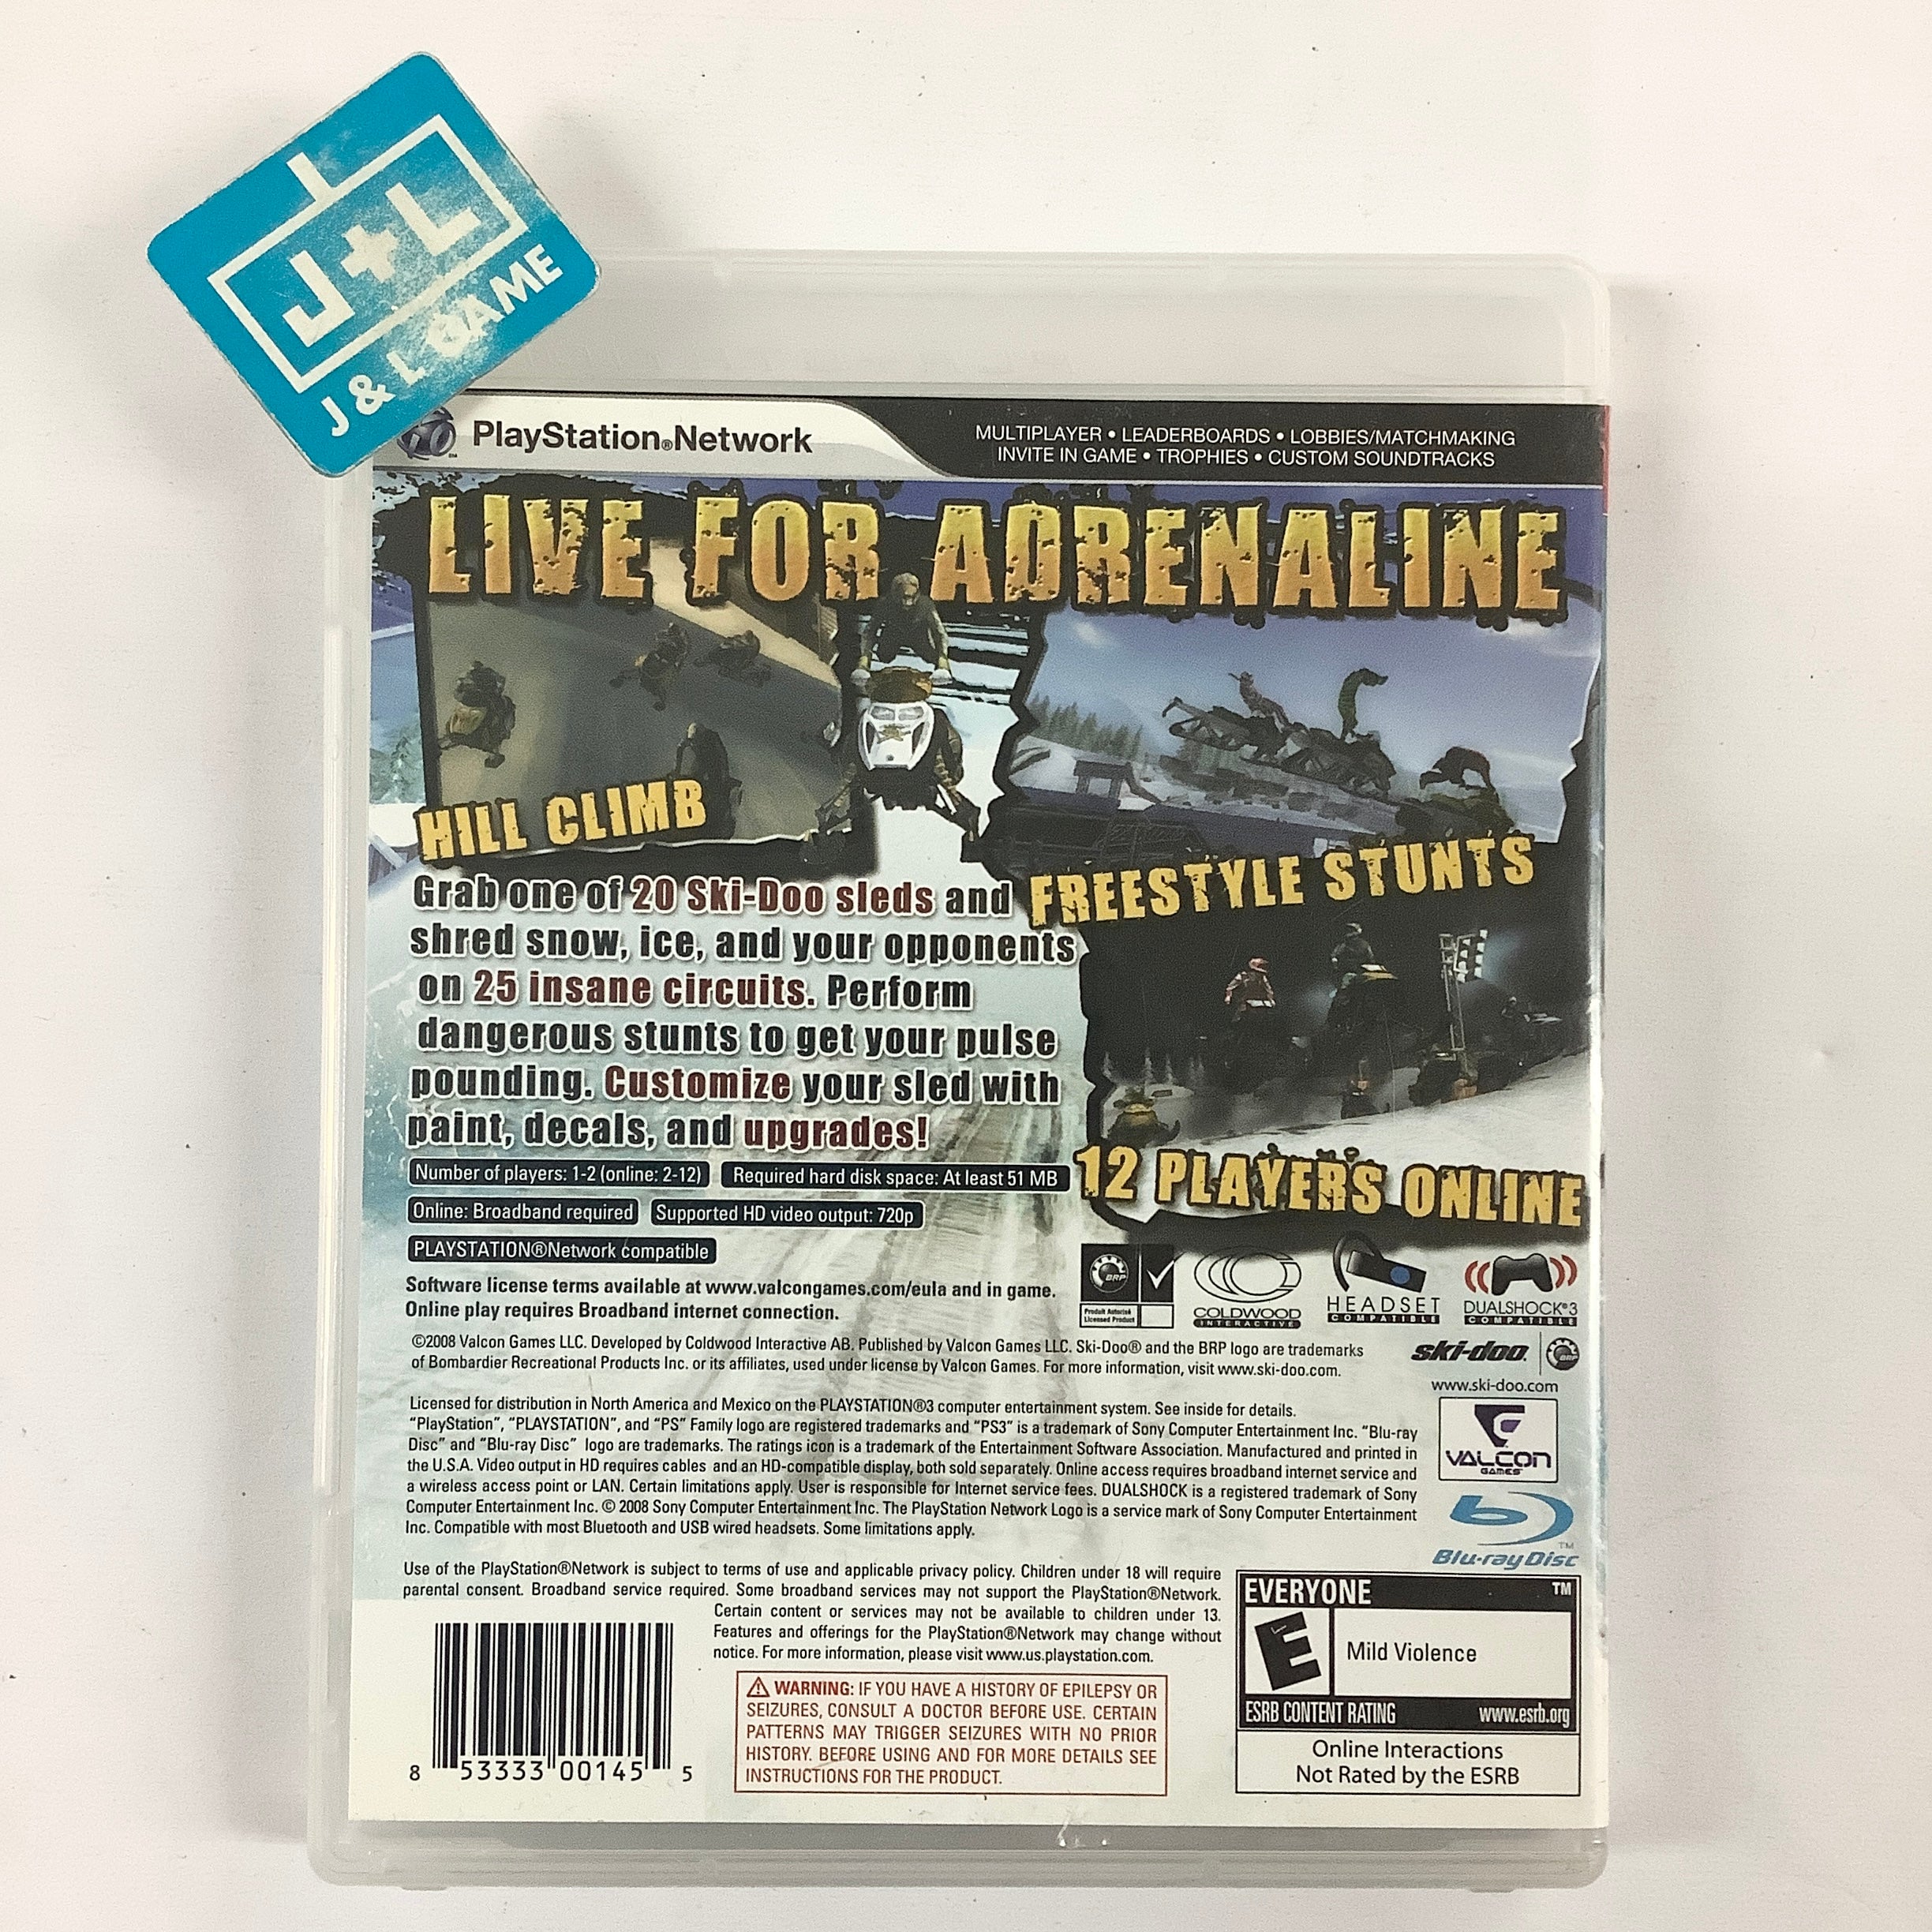 J+L
J & L GAME
PlayStation®Network
MULTIPLAYER • LEADERBOARDS • LOBBIES/MATCHMAKING
INVITE IN GAME • TROPHIES • CUSTOM SOUNDTRACKS
LIVE FOR ADRENALINE
HILL CLIMB
FREESTYLE STUNTS
Grab one of 20 Ski-Doo sleds and
shred snow, ice, and your opponents
on 25 insane circuits. Perform
dangerous stunts to get your pulse
pounding. Customize your sled with
paint, decals, and upgrades!
12 PLAYERS ONLINE
Number of players: 1-2 (online: 2-12)
Required hard disk space: At least 51 MB
Online: Broadband required
Supported HD video output: 720p
PLAYSTATION®Network compatible
Software license terms available at www.valcongames.com/eula and in game.
Online play requires Broadband internet connection.
BRP
Produit Autorisé
Licensed Product
COLDWOOD
INTERACTIVE
HEADSET
COMPATIBLE
DUALSHOCK®3
COMPATIBLE
©2008 Valcon Games LLC. Developed by Coldwood Interactive AB. Published by Valcon Games LLC. Ski-Doo® and the BRP logo are trademarks
of Bombardier Recreational Products Inc. or its affiliates, used under license by Valcon Games. For more information, visit www.ski-doo.com.
ski-doo.
BRP
www.ski-doo.com
Licensed for distribution in North America and Mexico on the PLAYSTATION®3 computer entertainment system. See inside for details.
“PlayStation”, “PLAYSTATION”, and “PS” Family logo are registered trademarks and “PS3” is a trademark of Sony Computer Entertainment Inc. “Blu-ray
Disc” and “Blu-ray Disc” logo are trademarks. The ratings icon is a trademark of the Entertainment Software Association. Manufactured and printed in
the U.S.A. Video output in HD requires cables and an HD-compatible display, both sold separately. Online access requires broadband internet service and
a wireless access point or LAN. Certain limitations apply. User is responsible for Internet service fees. DUALSHOCK is a registered trademark of Sony
Computer Entertainment Inc. © 2008 Sony Computer Entertainment Inc. The PlayStation Network Logo is a service mark of Sony Computer Entertainment
Inc. Compatible with most Bluetooth and USB wired headsets. Some limitations apply.
VALCON
GAMES
Blu-ray Disc
TM
Use of the PlayStation®Network is subject to terms of use and applicable privacy policy. Children under 18 will require
parental consent. Broadband service required. Some broadband services may not support the PlayStation®Network.
Certain content or services may not be available to children under 13.
Features and offerings for the PlayStation®Network may change without
notice. For more information, please visit www.us.playstation.com.
WARNING: IF YOU HAVE A HISTORY OF EPILEPSY OR
SEIZURES, CONSULT A DOCTOR BEFORE USE. CERTAIN
PATTERNS MAY TRIGGER SEIZURES WITH NO PRIOR
HISTORY. BEFORE USING AND FOR MORE DETAILS SEE
INSTRUCTIONS FOR THE PRODUCT.
8 53333 00145 5
EVERYONE TM
E
Mild Violence
ESRB CONTENT RATING www.esrb.org
Online Interactions
Not Rated by the ESRB